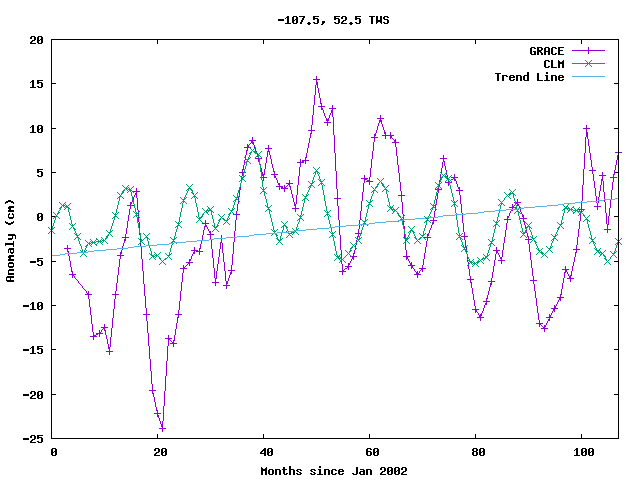 -107.5, 52.5 TWS
GRACE
CLM
Trend Line
20
15
10
5
0
-5
-10
-15
-20
-25
Anomaly (cm)
0 20 40 60 80 100
Months since Jan 2002